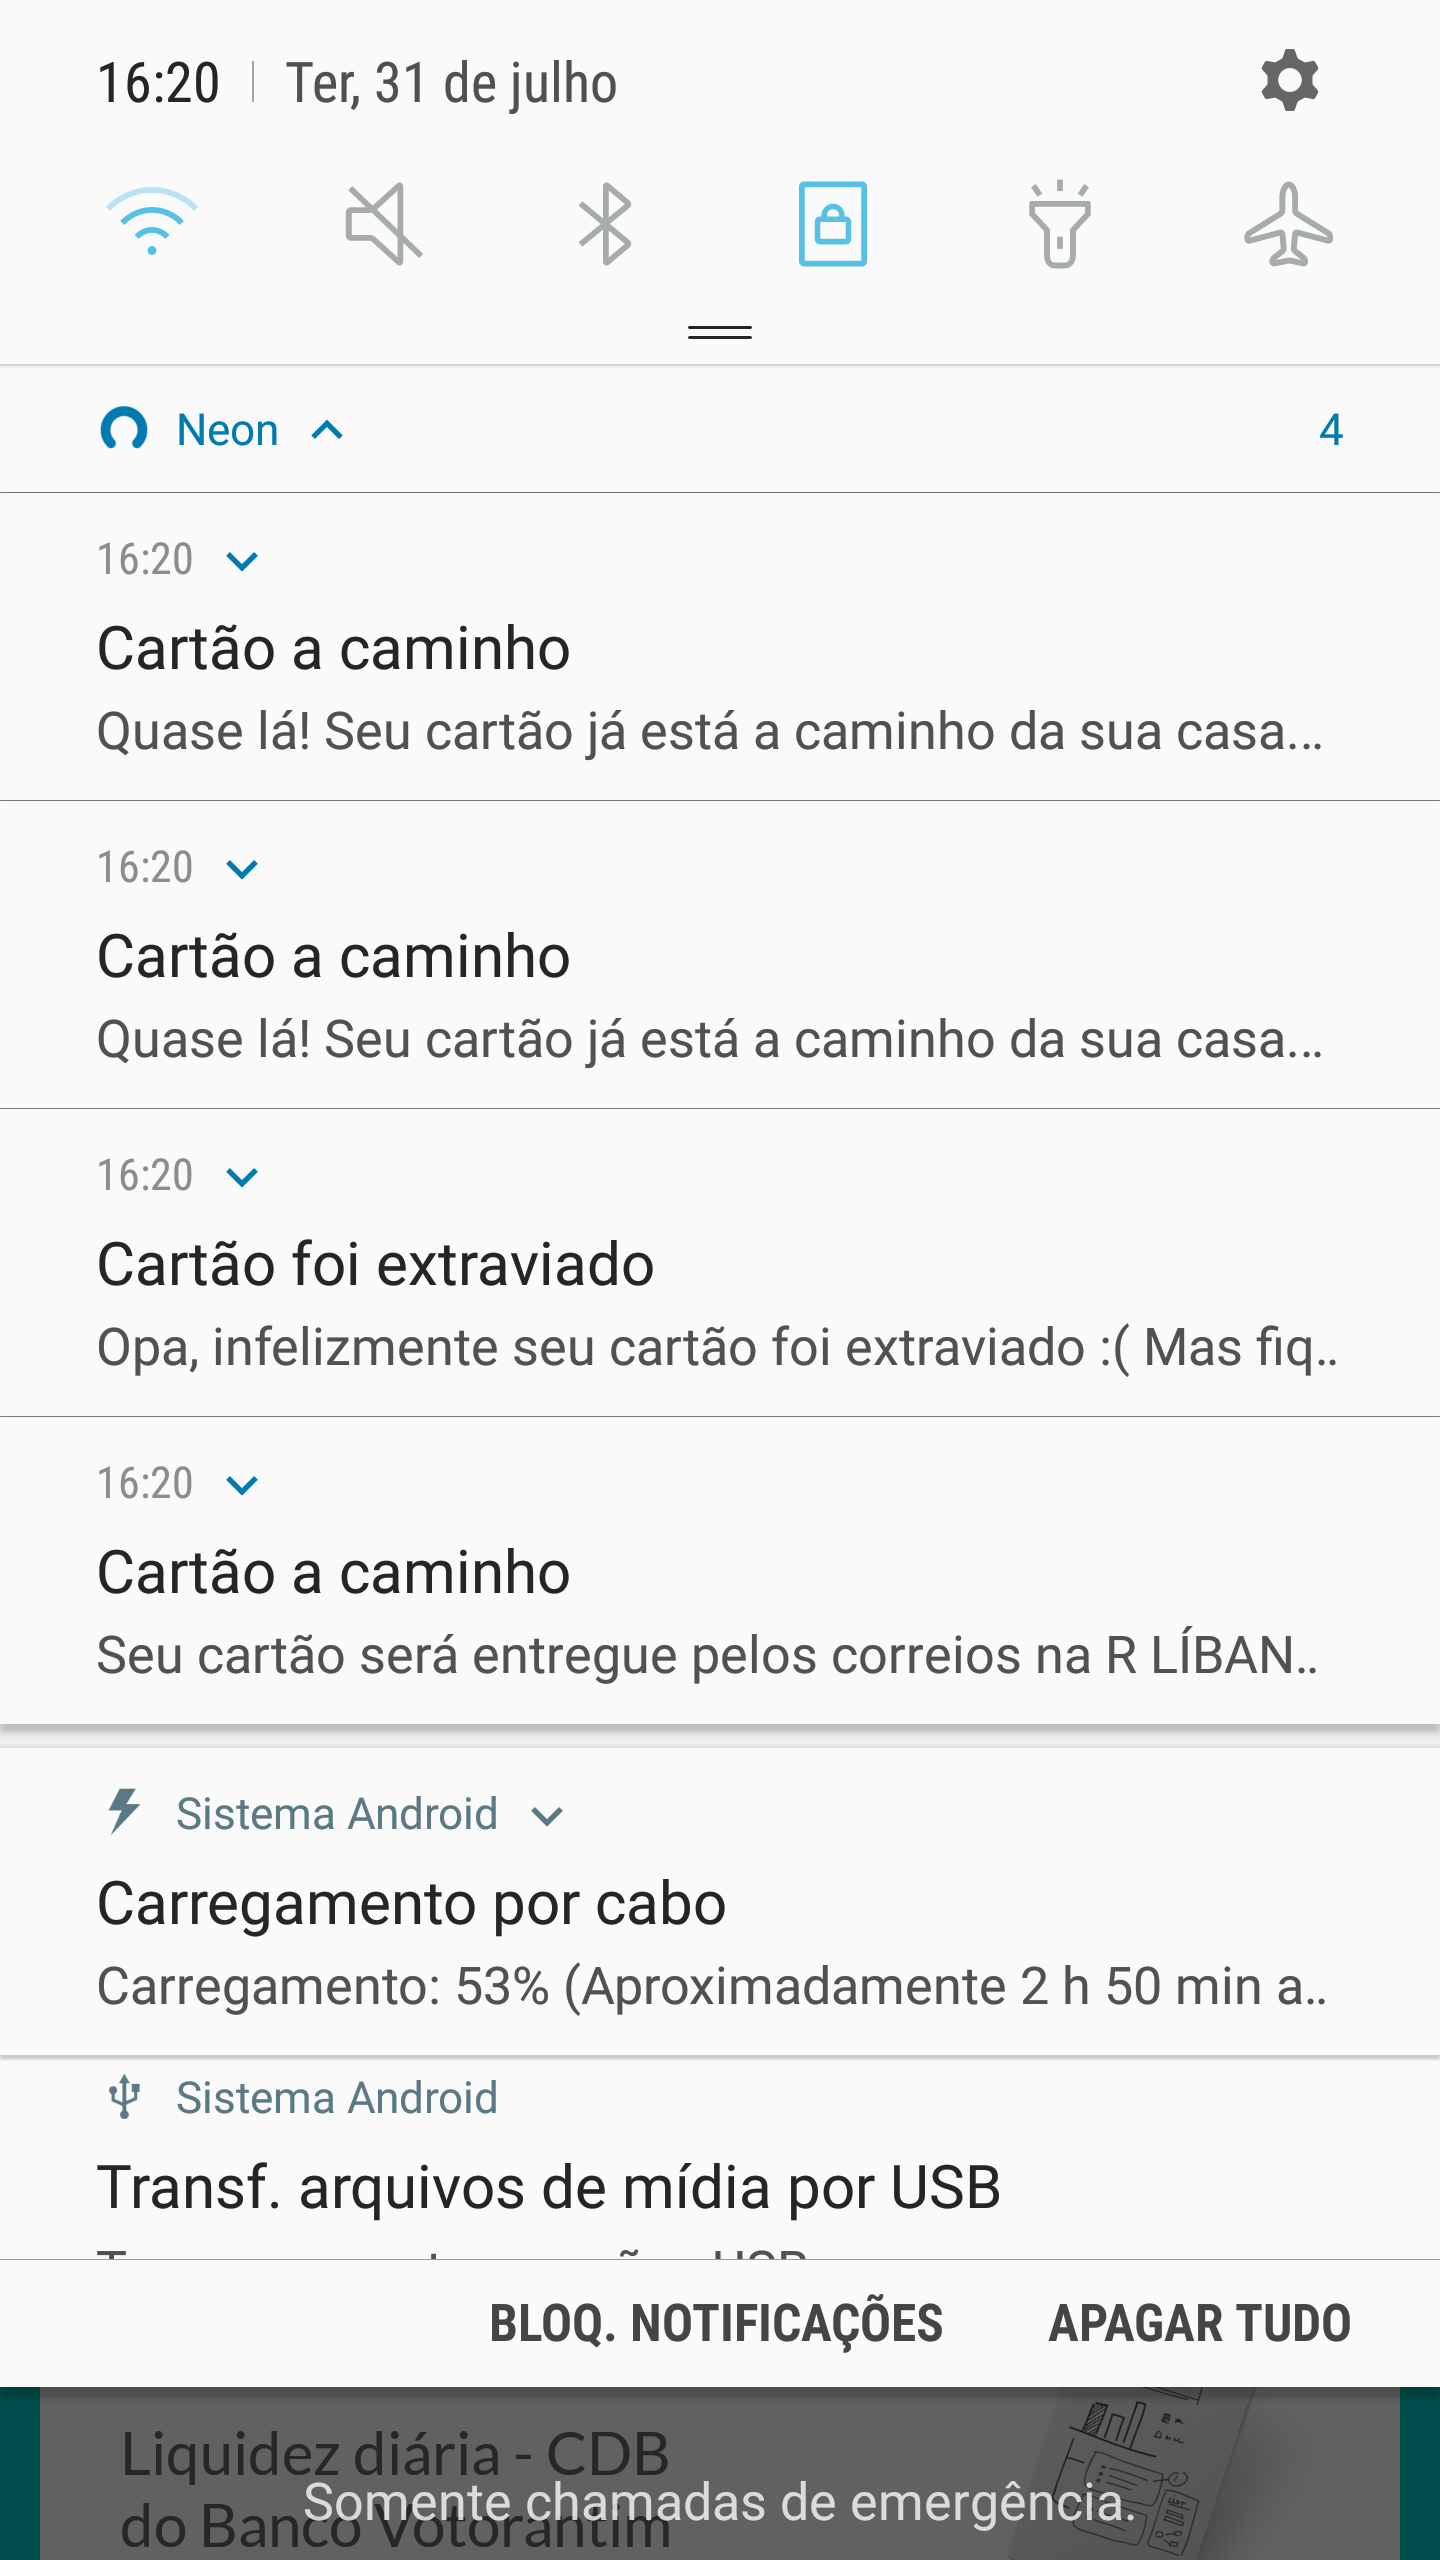 16:20 | Ter, 31 de julho
Neon 4
16:20
Cartão a caminho
Quase lá! Seu cartão já está a caminho da sua casa...
16:20
Cartão a caminho
Quase lá! Seu cartão já está a caminho da sua casa...
16:20
Cartão foi extraviado
Opa, infelizmente seu cartão foi extraviado :( Mas fiq..
16:20
Cartão a caminho
Seu cartão será entregue pelos correios na R LÍBAN..
Sistema Android
Carregamento por cabo
Carregamento: 53% (Aproximadamente 2 h 50 min a..
Sistema Android
Transf. arquivos de mídia por USB
BLOQ. NOTIFICAÇÕES APAGAR TUDO
Liquidez diária - CDB
do Banco Votorantim
Somente chamadas de emergência.